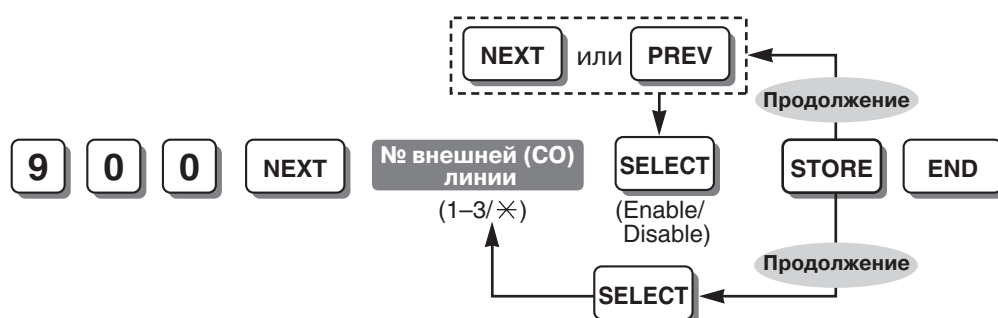 NEXT или PREV
Продолжение
9 0 0 NEXT № внешней (CO) линии SELECT STORE END
(1–3/✳) (Enable/
Disable)
Продолжение
SELECT